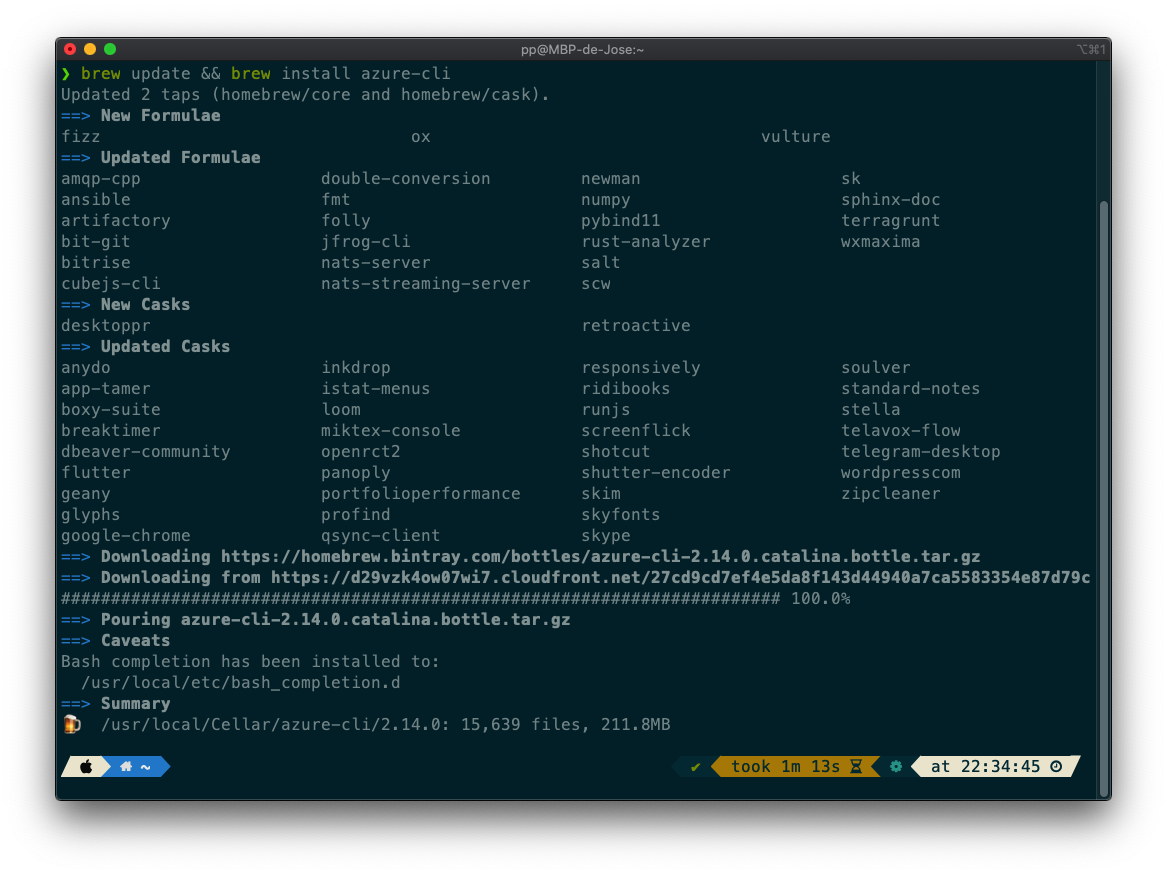 pp@MBP-de-Jose:~ ⌥⌘1
❯ brew update && brew install azure-cli
Updated 2 taps (homebrew/core and homebrew/cask).
==> New Formulae
fizz ox vulture
==> Updated Formulae
amqp-cpp double-conversion newman sk
ansible fmt numpy sphinx-doc
artifactory folly pybind11 terragrunt
bit-git jfrog-cli rust-analyzer wxmaxima
bitrise nats-server salt
cubejs-cli nats-streaming-server scw
==> New Casks
desktoppr retroactive
==> Updated Casks
anydo inkdrop responsively soulver
app-tamer istat-menus ridibooks standard-notes
boxy-suite loom runjs stella
breaktimer miktex-console screenflick telavox-flow
dbeaver-community openrct2 shotcut telegram-desktop
flutter panoply shutter-encoder wordpresscom
geany portfolioperformance skim zipcleaner
glyphs profind skyfonts
google-chrome qsync-client skype
==> Downloading https://homebrew.bintray.com/bottles/azure-cli-2.14.0.catalina.bottle.tar.gz
==> Downloading from https://d29vzk4ow07wi7.cloudfront.net/27cd9cd7ef4e5da8f143d44940a7ca5583354e87d79c
######################################################################## 100.0%
==> Pouring azure-cli-2.14.0.catalina.bottle.tar.gz
==> Caveats
Bash completion has been installed to:
/usr/local/etc/bash_completion.d
==> Summary
🍺 /usr/local/Cellar/azure-cli/2.14.0: 15,639 files, 211.8MB
~ ✔ took 1m 13s at 22:34:45